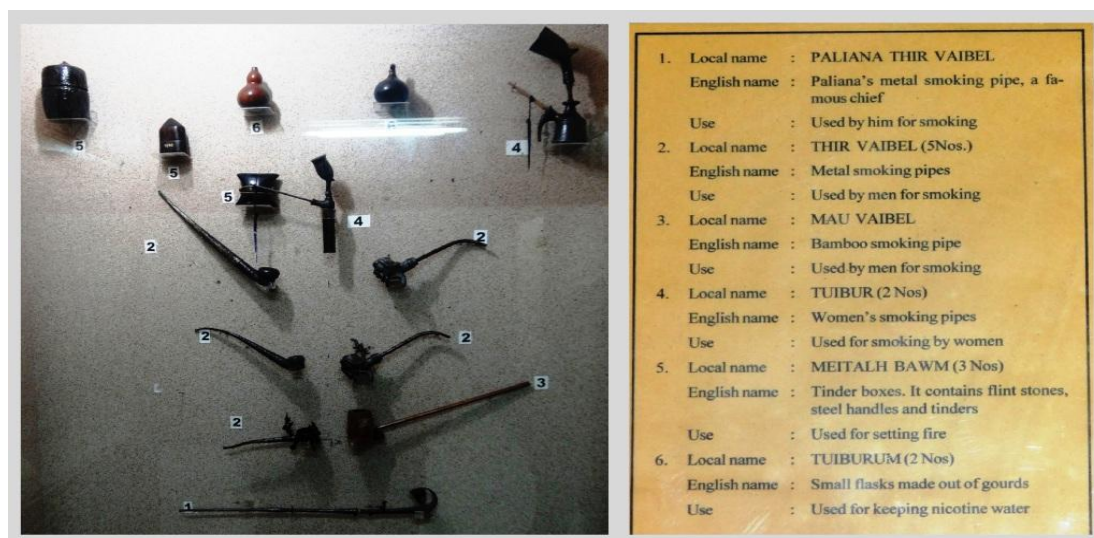 5
6
6
5
4
5
4
2
2
2
2
3
2
1
1. Local name : PALIANA THIR VAIBEL
English name : Paliana's metal smoking pipe, a fa-
mous chief
Use : Used by him for smoking
2. Local name : THIR VAIBEL (5Nos.)
English name : Metal smoking pipes
Use : Used by men for smoking
3. Local name : MAU VAIBEL
English name : Bamboo smoking pipe
Use : Used by men for smoking
4. Local name : TUIBUR (2 Nos)
English name : Women's smoking pipes
Use : Used for smoking by women
5. Local name : MEITALH BAWM (3 Nos)
English name : Tinder boxes. It contains flint stones,
steel handles and tinders
Use : Used for setting fire
6. Local name : TUIBURUM (2 Nos)
English name : Small flasks made out of gourds
Use : Used for keeping nicotine water